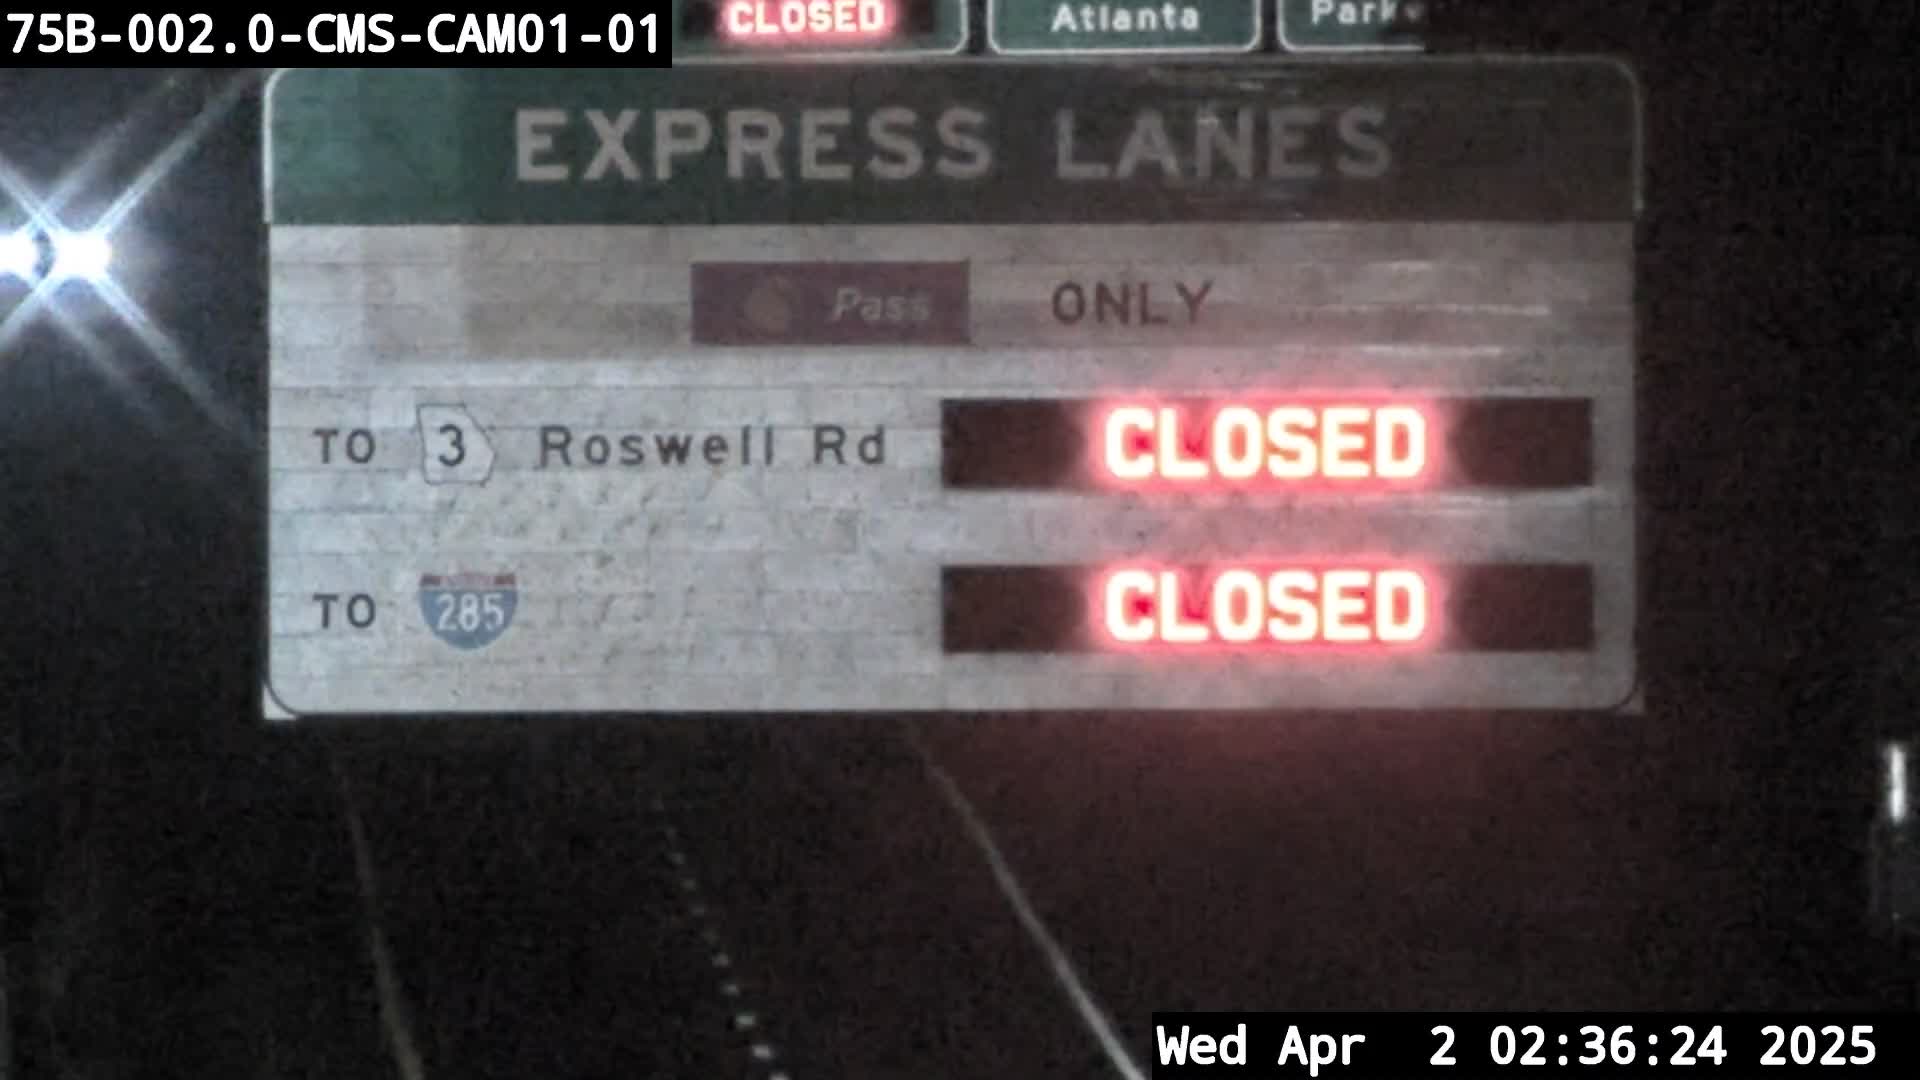 75B-002.0-CMS-CAM01-01
CLOSED
Atlanta
EXPRESS LANES
Pass ONLY
TO 3 Roswell Rd CLOSED
TO 285 CLOSED
Wed Apr 2 02:36:24 2025